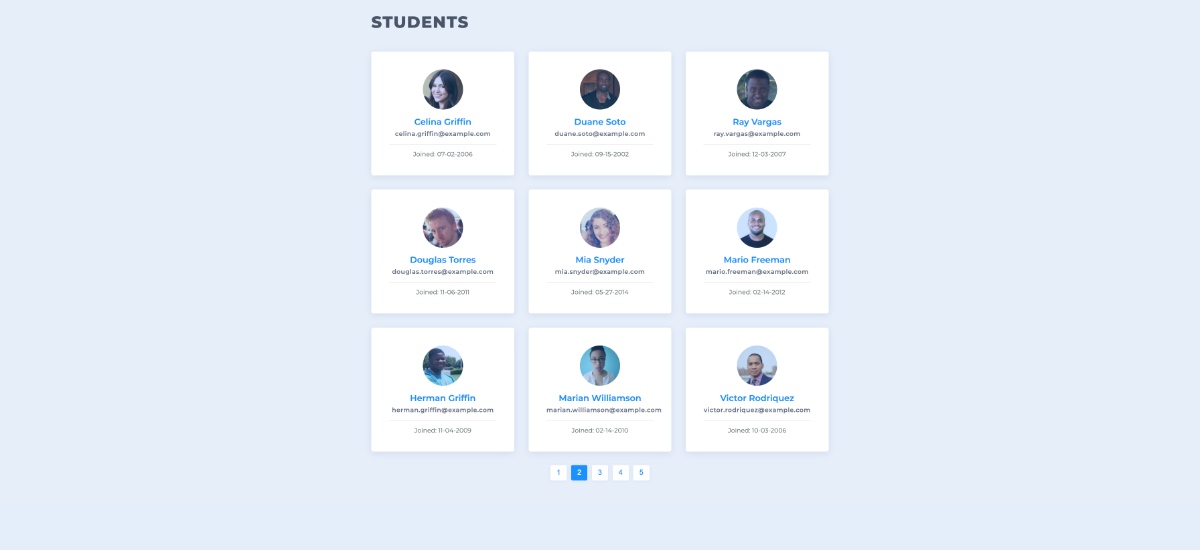 STUDENTS
Celina Griffin
celina.griffin@example.com
Joined: 07-02-2006
Duane Soto
duane.soto@example.com
Joined: 09-15-2002
Ray Vargas
ray.vargas@example.com
Joined: 12-03-2007
Douglas Torres
douglas.torres@example.com
Joined: 11-06-2011
Mia Snyder
mia.snyder@example.com
Joined: 05-27-2014
Mario Freeman
mario.freeman@example.com
Joined: 02-14-2012
Herman Griffin
herman.griffin@example.com
Joined: 11-04-2009
Marian Williamson
marian.williamson@example.com
Joined: 02-14-2010
Victor Rodriquez
victor.rodriquez@example.com
Joined: 10-03-2006
1 2 3 4 5